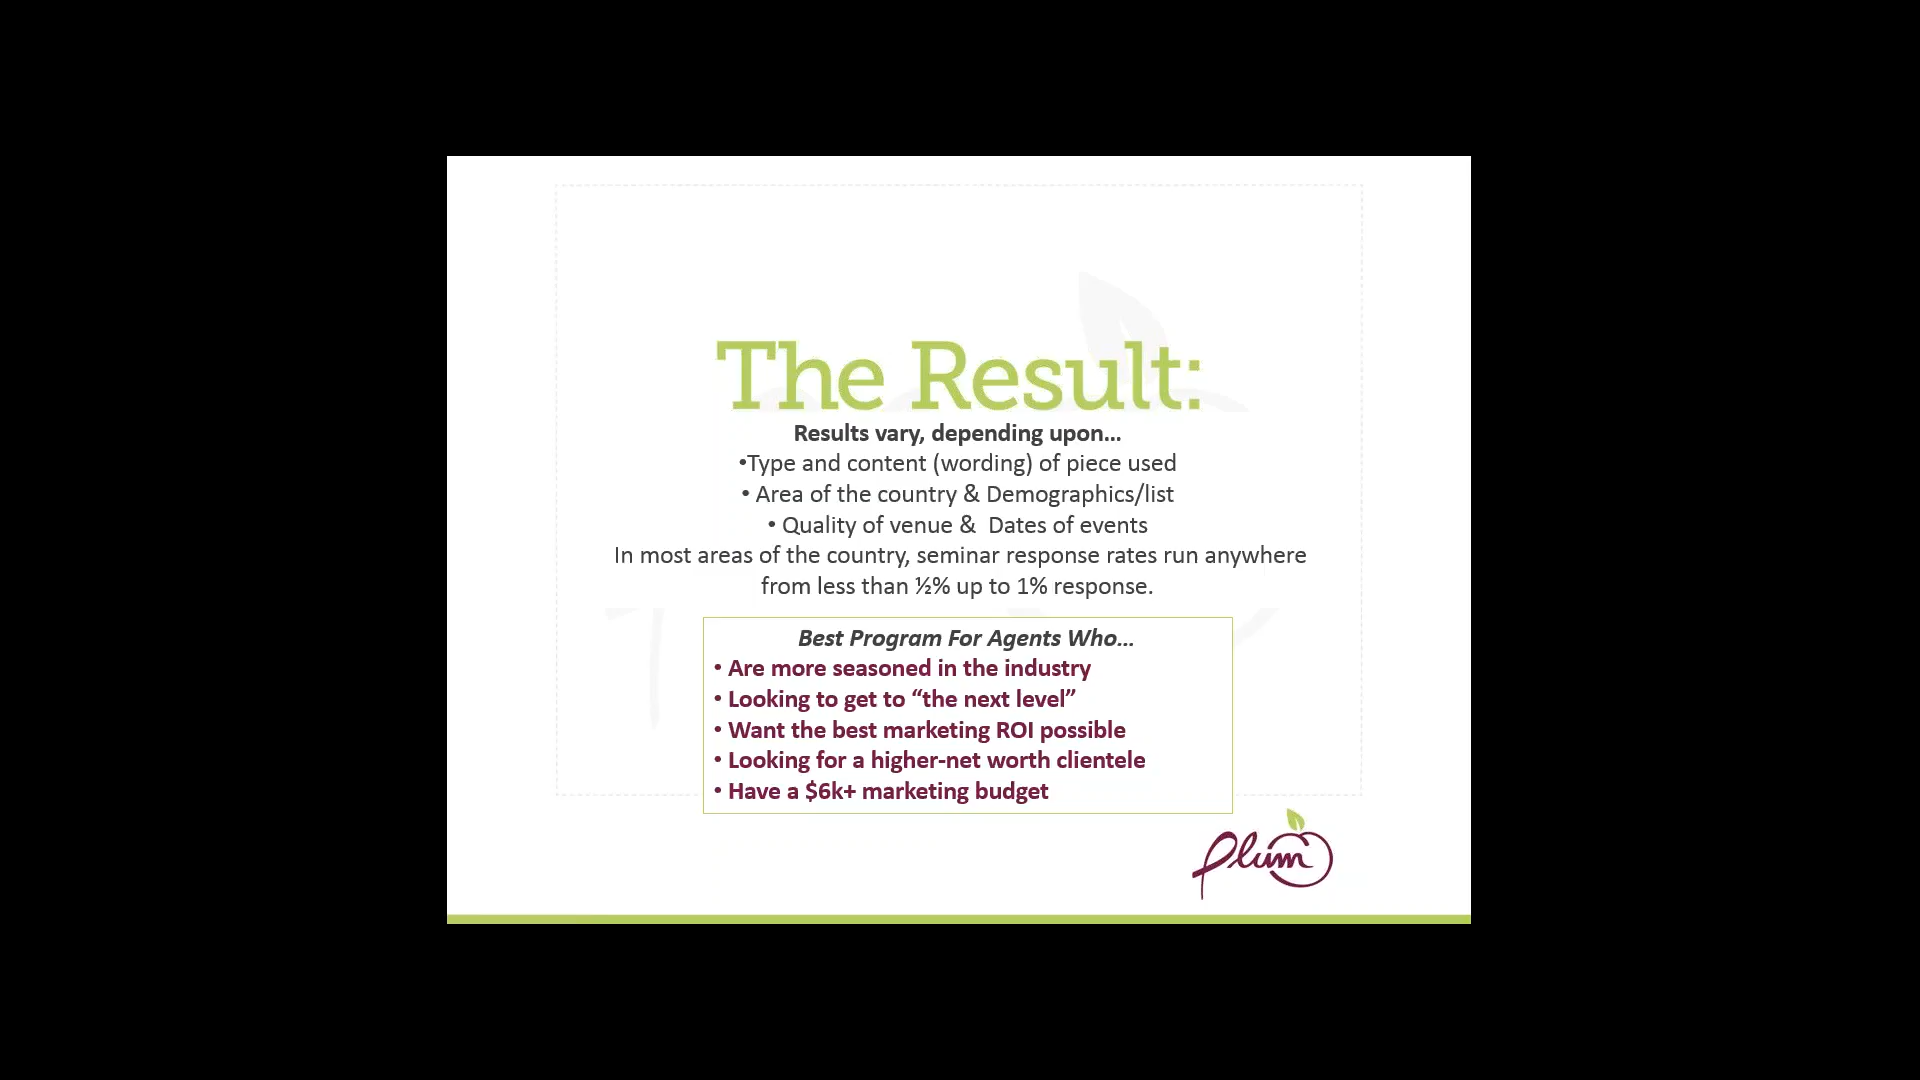 The Result:
Results vary, depending upon...
•Type and content (wording) of piece used
• Area of the country & Demographics/list
• Quality of venue &  Dates of events
In most areas of the country, seminar response rates run anywhere
from less than ½% up to 1% response.
Best Program For Agents Who...
• Are more seasoned in the industry
• Looking to get to “the next level”
• Want the best marketing ROI possible
• Looking for a higher-net worth clientele
• Have a $6k+ marketing budget
plum